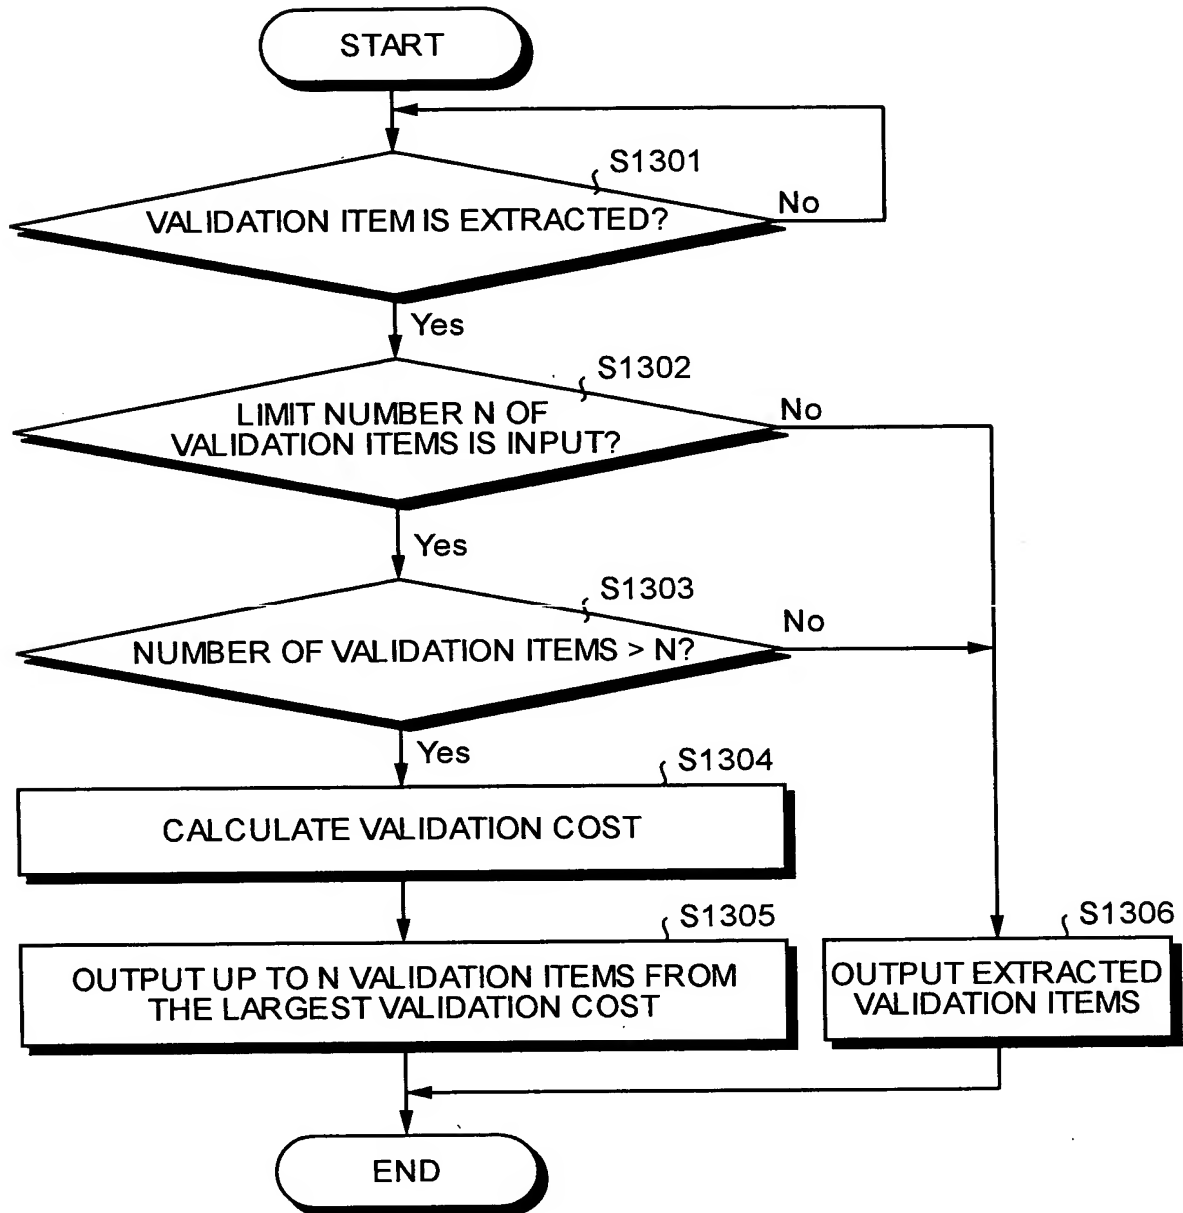 START
S1301
VALIDATION ITEM IS EXTRACTED?
No
Yes
S1302
LIMIT NUMBER N OF
VALIDATION ITEMS IS INPUT?
No
Yes
S1303
NUMBER OF VALIDATION ITEMS > N?
No
Yes
S1304
CALCULATE VALIDATION COST
S1305
OUTPUT UP TO N VALIDATION ITEMS FROM
THE LARGEST VALIDATION COST
S1306
OUTPUT EXTRACTED
VALIDATION ITEMS
END